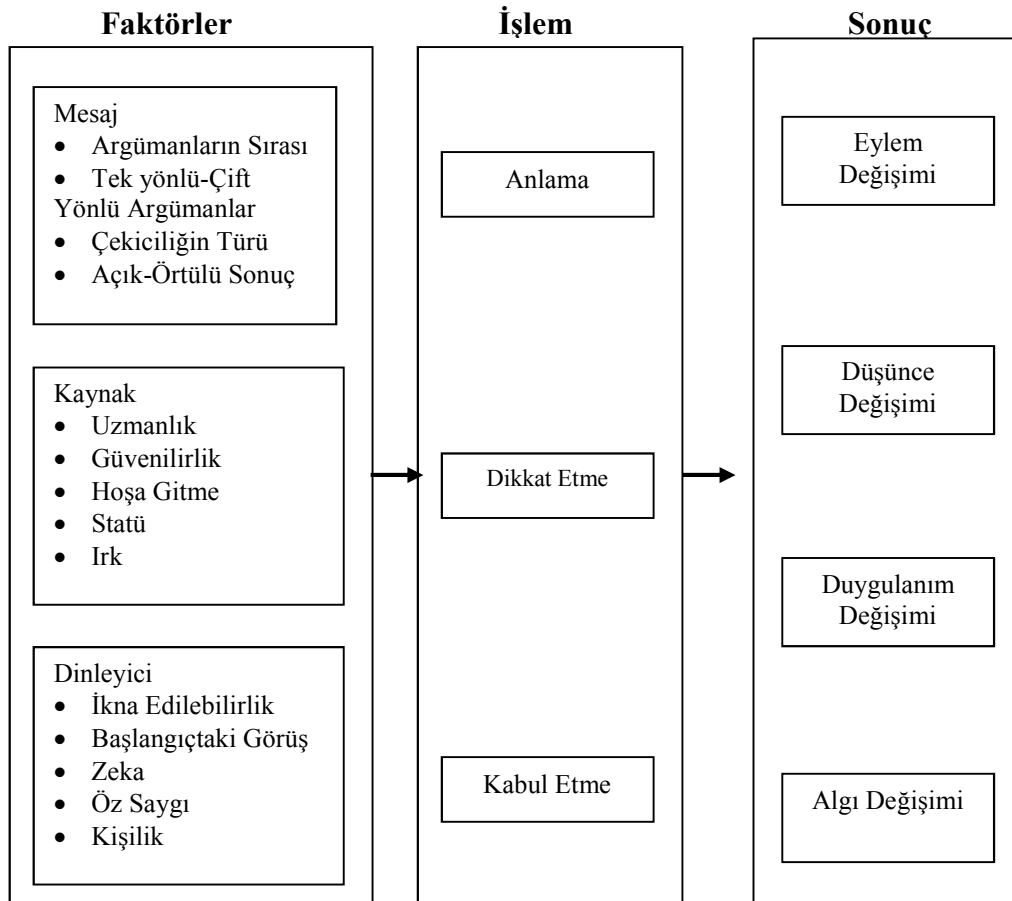 Faktörler
Mesaj
• Argümanların Sırası
• Tek yönlü-Çift
Yönlü Argümanlar
• Çekiciliğin Türü
• Açık-Örtülü Sonuç
Kaynak
• Uzmanlık
• Güvenilirlik
• Hoşa Gitme
• Statü
• Irk
Dinleyici
• İkna Edilebilirlik
• Başlangıçtaki Görüş
• Zeka
• Öz Saygı
• Kişilik
İşlem
Anlama
Dikkat Etme
Kabul Etme
Sonuç
Eylem
Değişimi
Düşünce
Değişimi
Duygulanım
Değişimi
Algı Değişimi